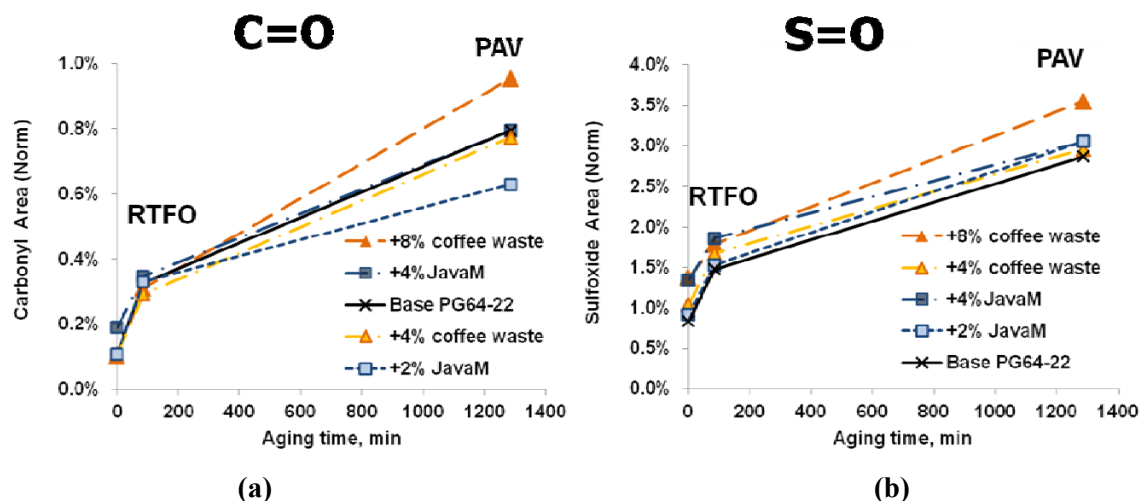 C=O
PAV
1.0%
0.8%
0.6%
0.4%
0.2%
0.0%
Carbonyl Area (Norm)
RTFO
+8% coffee waste
+4%JavaM
Base PG64-22
+4% coffee waste
+2% JavaM
0 200 400 600 800 1000 1200 1400
Aging time, min
(a)
S=O
PAV
4.0%
3.5%
3.0%
2.5%
2.0%
1.5%
1.0%
0.5%
0.0%
Sulfoxide Area (Norm)
RTFO
+8% coffee waste
+4% coffee waste
+4%JavaM
+2% JavaM
Base PG64-22
0 200 400 600 800 1000 1200 1400
Aging time, min
(b)